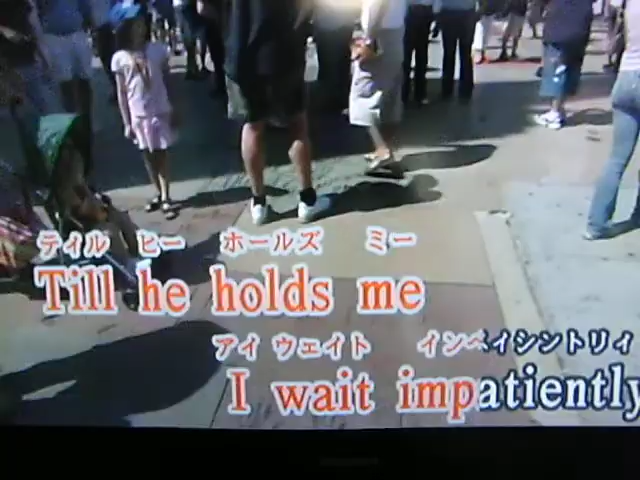 ティル ヒー ホールズ ミー
Till he holds me
アイ ウェイト インペイシントリィ
I wait impatiently